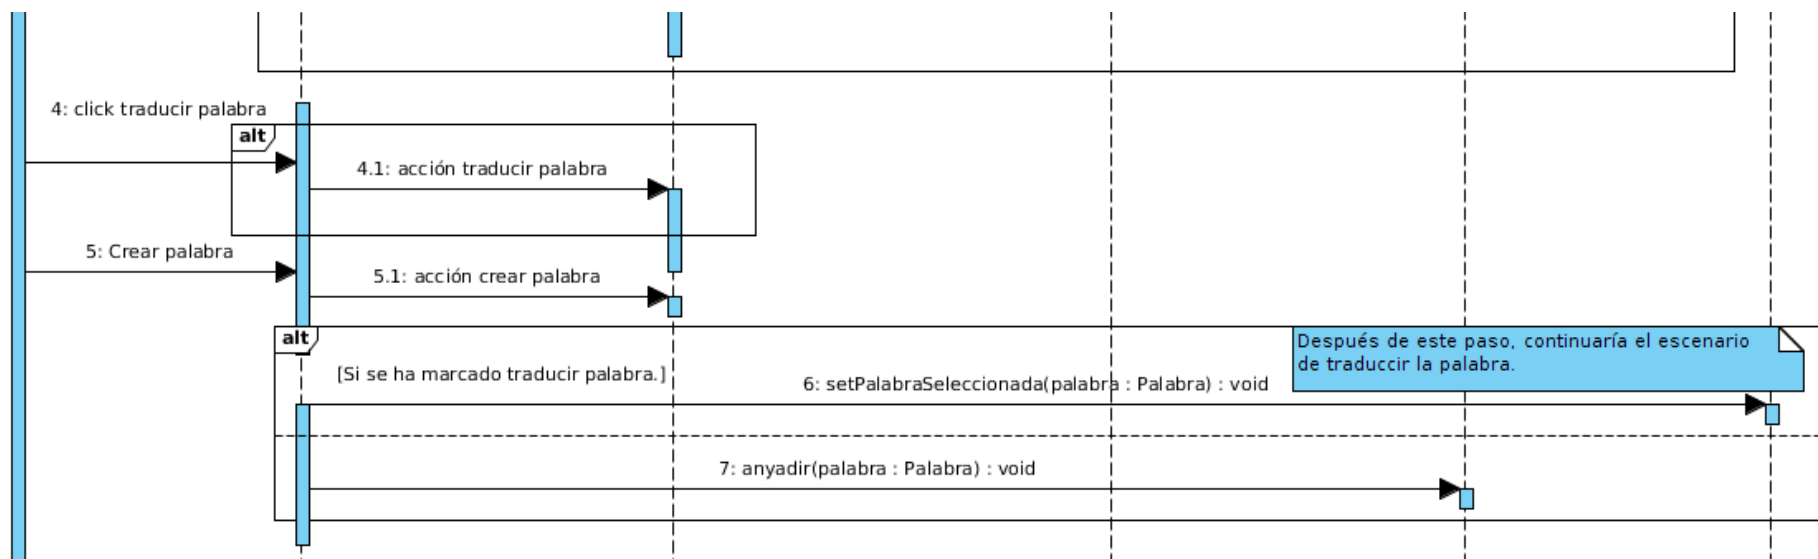 4: click traducir palabra
alt
4.1: acción traducir palabra
5: Crear palabra
5.1: acción crear palabra
alt
Después de este paso, continuaría el escenario
de traduccir la palabra.
[Si se ha marcado traducir palabra.]
6: setPalabraSeleccionada(palabra : Palabra) : void
7: anyadir(palabra : Palabra) : void